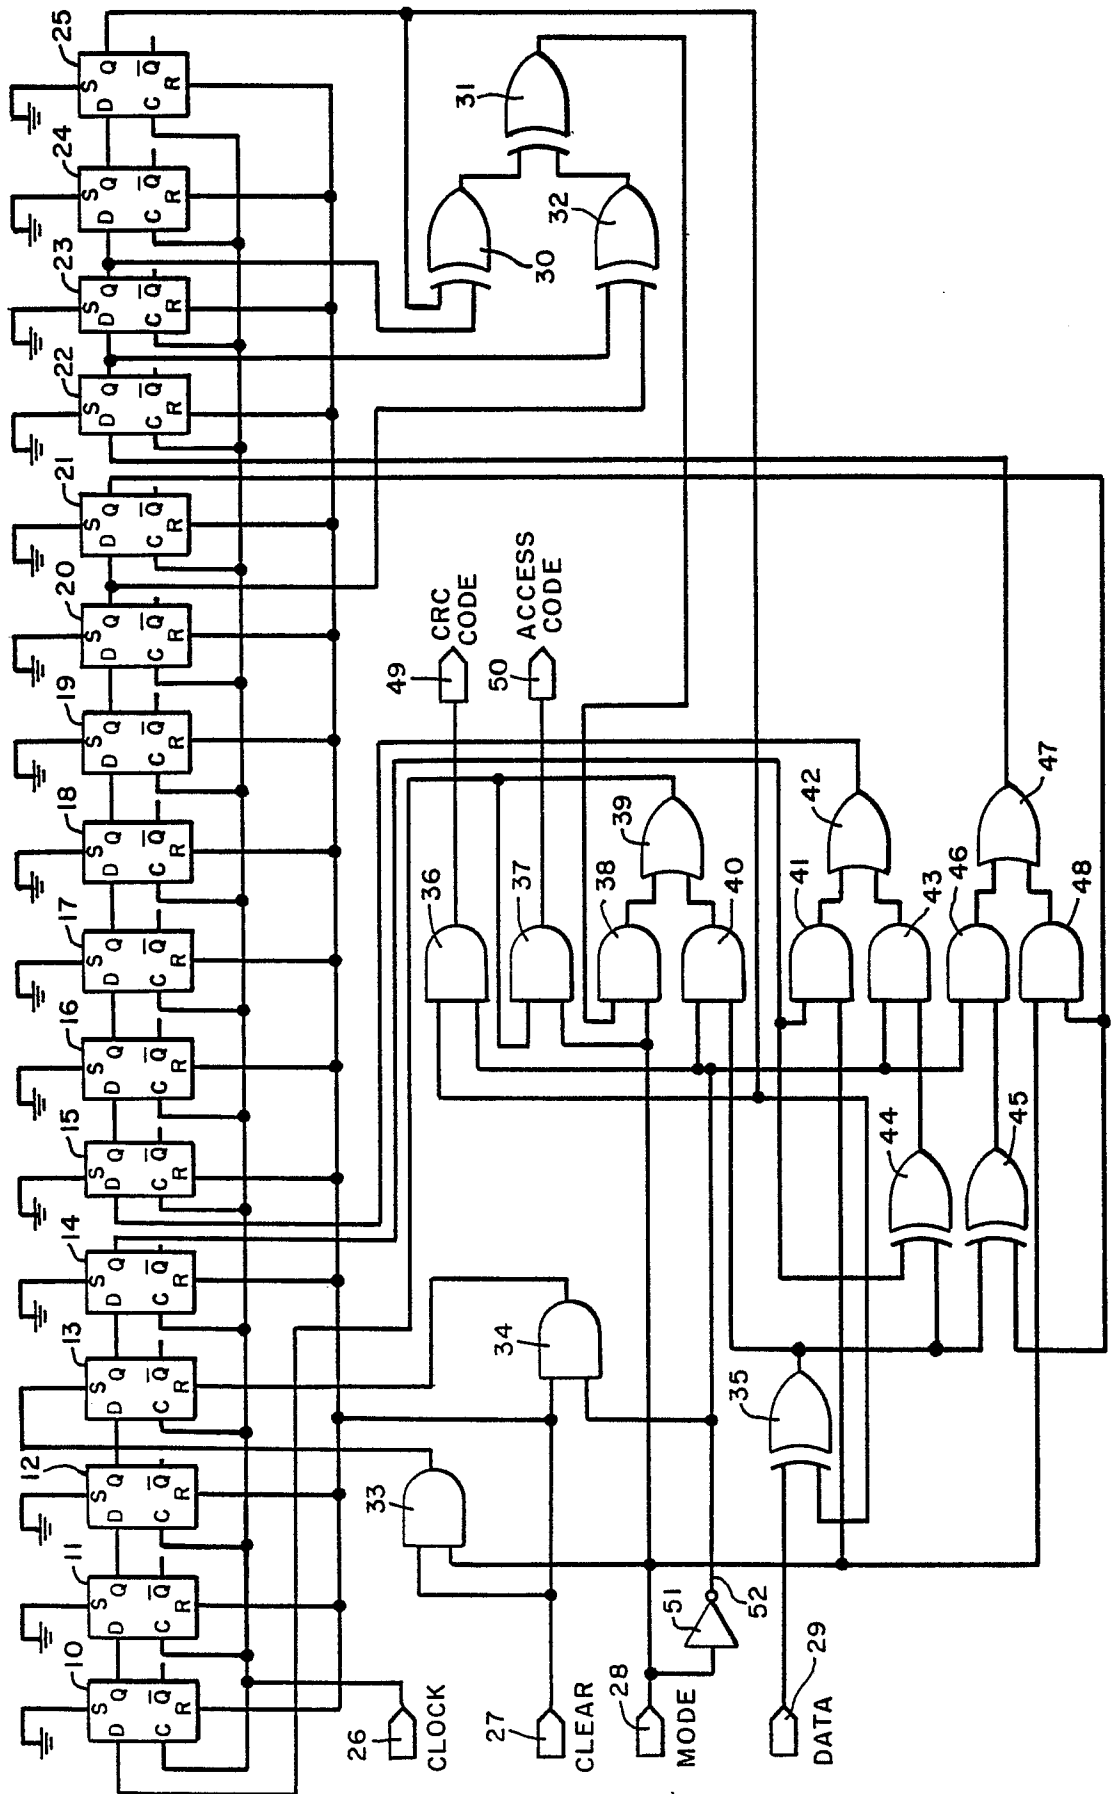 10 11 12 13 14 15 16 17 18 19 20 21 22 23 24 25
S S S S S S S S S S S S S S S S
D Q D Q D Q D Q D Q D Q D Q D Q D Q D Q D Q D Q D Q D Q D Q D Q
C Q̅ C Q̅ C Q̅ C Q̅ C Q̅ C Q̅ C Q̅ C Q̅ C Q̅ C Q̅ C Q̅ C Q̅ C Q̅ C Q̅ C Q̅ C Q̅
R R R R R R R R R R R R R R R R
26
CLOCK
33
36
49
CRC
CODE
30
31
27
CLEAR
34
37
50
ACCESS
CODE
32
28
MODE
51
52
38
39
40
29
DATA
35
41
42
43
44
45
46
47
48